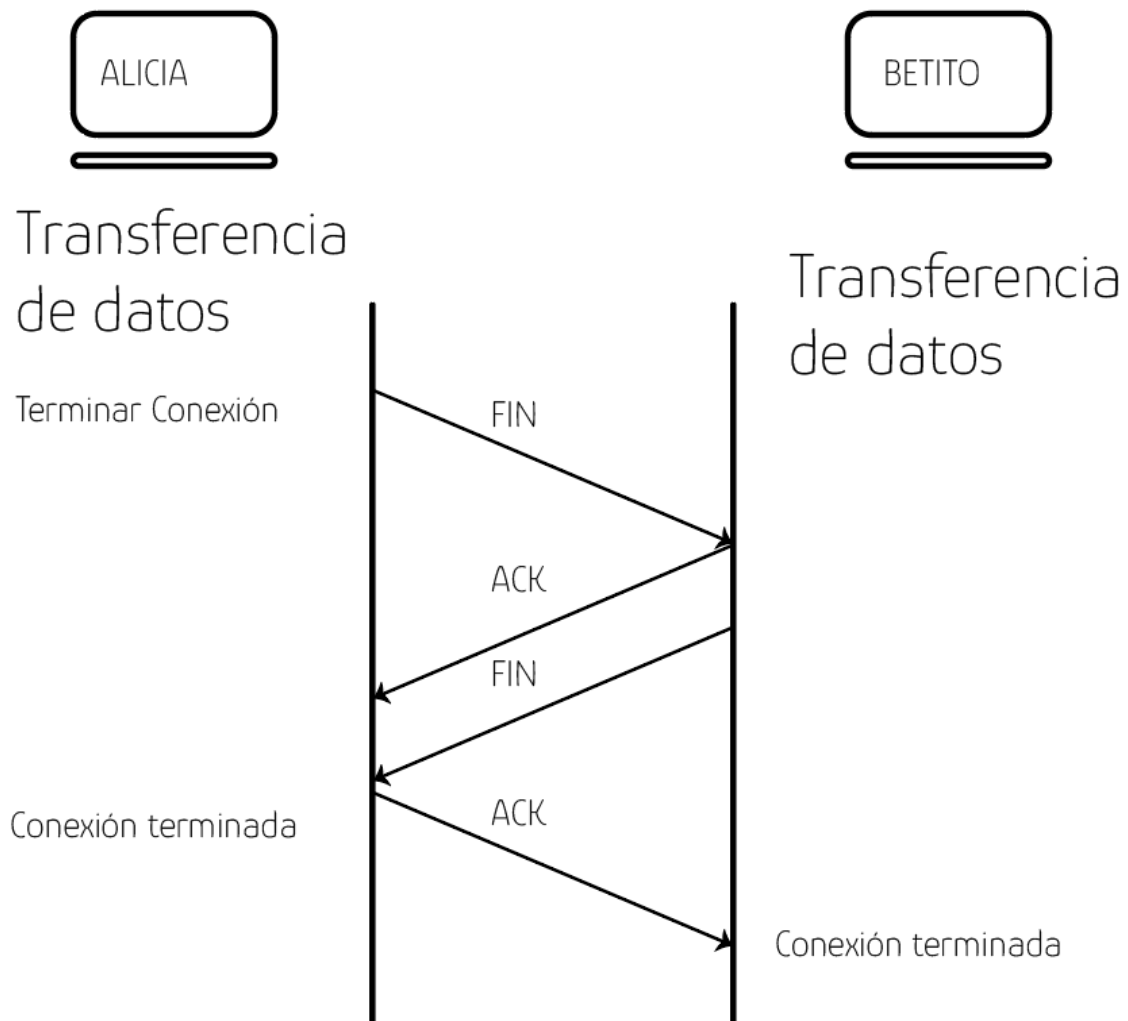 ALICIA
BETITO
Transferencia
de datos
Transferencia
de datos
Terminar Conexión
FIN
ACK
FIN
ACK
Conexión terminada
Conexión terminada